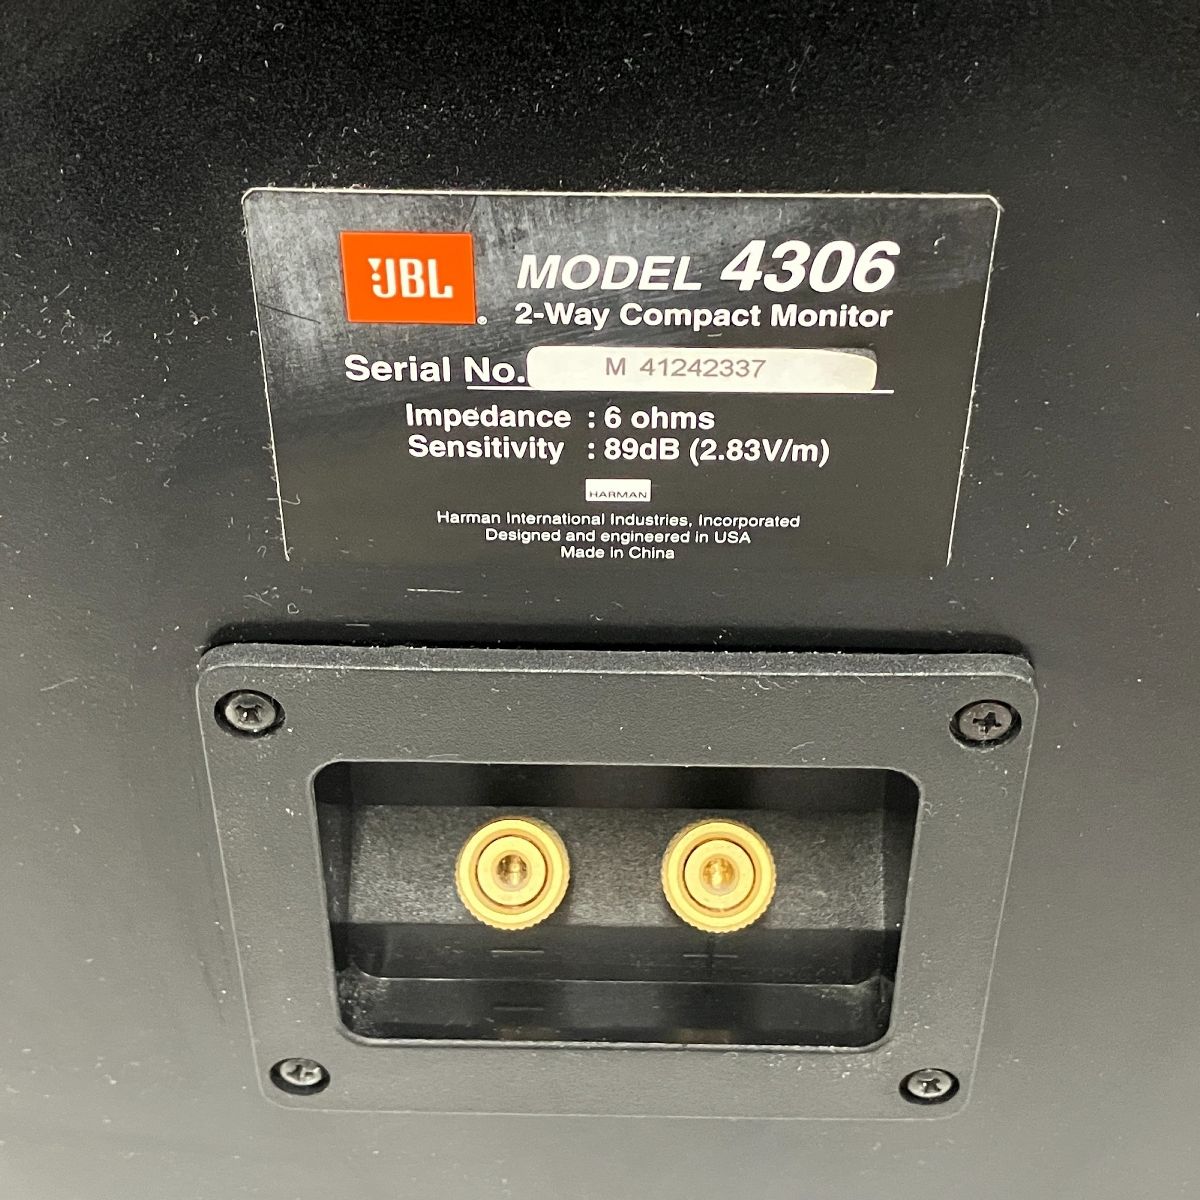 JBL
MODEL 4306
2-Way Compact Monitor
Serial No. M 41242337
Impedance : 6 ohms
Sensitivity : 89dB (2.83V/m)
HARMAN
Harman International Industries, Incorporated
Designed and engineered in USA
Made in China
— +